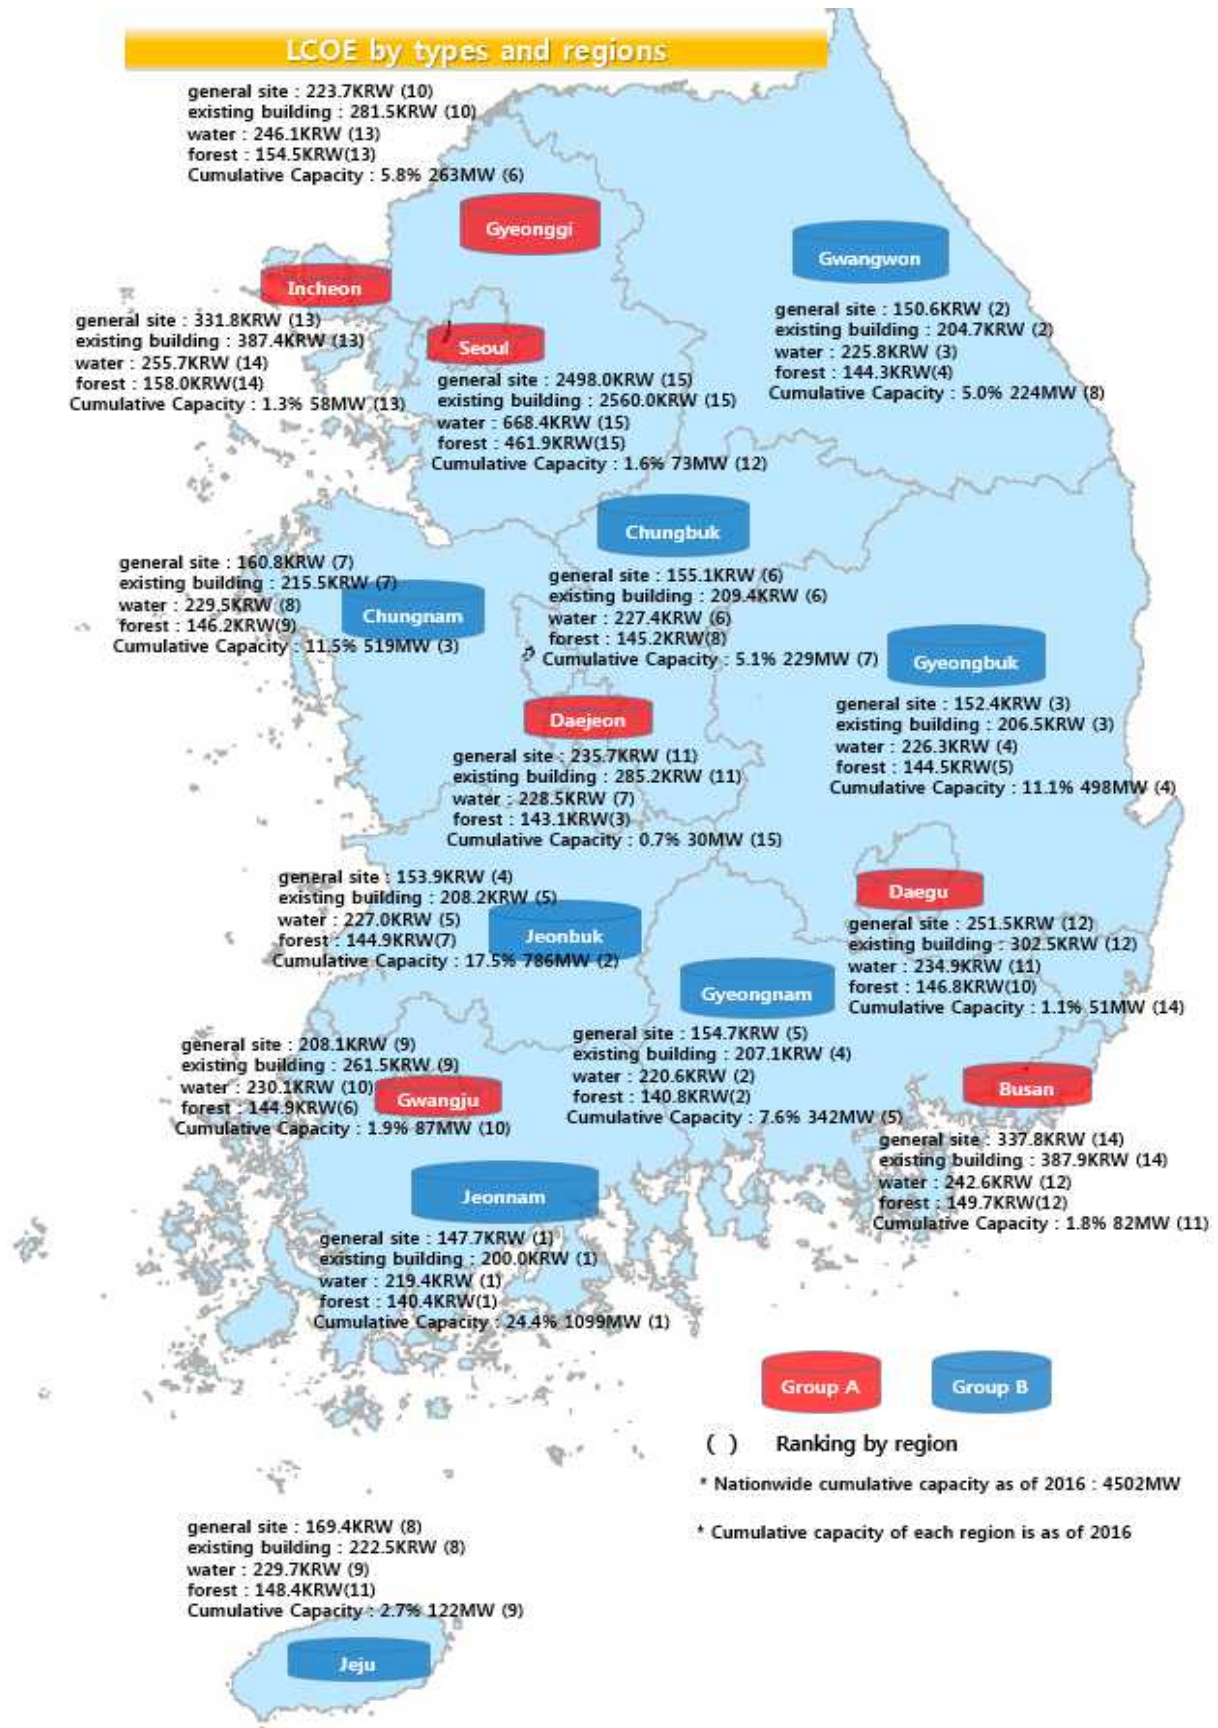 LCOE by types and regions
general site : 223.7KRW (10)
existing building : 281.5KRW (10)
water : 246.1KRW (13)
forest : 154.5KRW(13)
Cumulative Capacity : 5.8% 263MW (6)
Gyeonggi
Gwangwon
general site : 150.6KRW (2)
existing building : 204.7KRW (2)
water : 225.8KRW (3)
forest : 144.3KRW(4)
Cumulative Capacity : 5.0% 224MW (8)
Incheon
general site : 331.8KRW (13)
existing building : 387.4KRW (13)
water : 255.7KRW (14)
forest : 158.0KRW(14)
Cumulative Capacity : 1.3% 58MW (13)
Seoul
general site : 2498.0KRW (15)
existing building : 2560.0KRW (15)
water : 668.4KRW (15)
forest : 461.9KRW(15)
Cumulative Capacity : 1.6% 73MW (12)
Chungbuk
general site : 155.1KRW (6)
existing building : 209.4KRW (6)
water : 227.4KRW (6)
forest : 145.2KRW(8)
Cumulative Capacity : 5.1% 229MW (7)
general site : 160.8KRW (7)
existing building : 215.5KRW (7)
water : 229.5KRW (8)
forest : 146.2KRW(9)
Cumulative Capacity : 11.5% 519MW (3)
Chungnam
Gyeongbuk
general site : 152.4KRW (3)
existing building : 206.5KRW (3)
water : 226.3KRW (4)
forest : 144.5KRW(5)
Cumulative Capacity : 11.1% 498MW (4)
Daejeon
general site : 235.7KRW (11)
existing building : 285.2KRW (11)
water : 228.5KRW (7)
forest : 143.1KRW(3)
Cumulative Capacity : 0.7% 30MW (15)
general site : 153.9KRW (4)
existing building : 208.2KRW (5)
water : 227.0KRW (5)
forest : 144.9KRW(7)
Cumulative Capacity : 17.5% 786MW (2)
Jeonbuk
Daegu
general site : 251.5KRW (12)
existing building : 302.5KRW (12)
water : 234.9KRW (11)
forest : 146.8KRW(10)
Cumulative Capacity : 1.1% 51MW (14)
Gyeongnam
general site : 154.7KRW (5)
existing building : 207.1KRW (4)
water : 220.6KRW (2)
forest : 140.8KRW(2)
Cumulative Capacity : 7.6% 342MW (5)
general site : 208.1KRW (9)
existing building : 261.5KRW (9)
water : 230.1KRW (10)
forest : 144.9KRW(6)
Cumulative Capacity : 1.9% 87MW (10)
Gwangju
Busan
general site : 337.8KRW (14)
existing building : 387.9KRW (14)
water : 242.6KRW (12)
forest : 149.7KRW(12)
Cumulative Capacity : 1.8% 82MW (11)
Jeonnam
general site : 147.7KRW (1)
existing building : 200.0KRW (1)
water : 219.4KRW (1)
forest : 140.4KRW(1)
Cumulative Capacity : 24.4% 1099MW (1)
Group A
Group B
( ) Ranking by region
* Nationwide cumulative capacity as of 2016 : 4502MW
* Cumulative capacity of each region is as of 2016
general site : 169.4KRW (8)
existing building : 222.5KRW (8)
water : 229.7KRW (9)
forest : 148.4KRW(11)
Cumulative Capacity : 2.7% 122MW (9)
Jeju